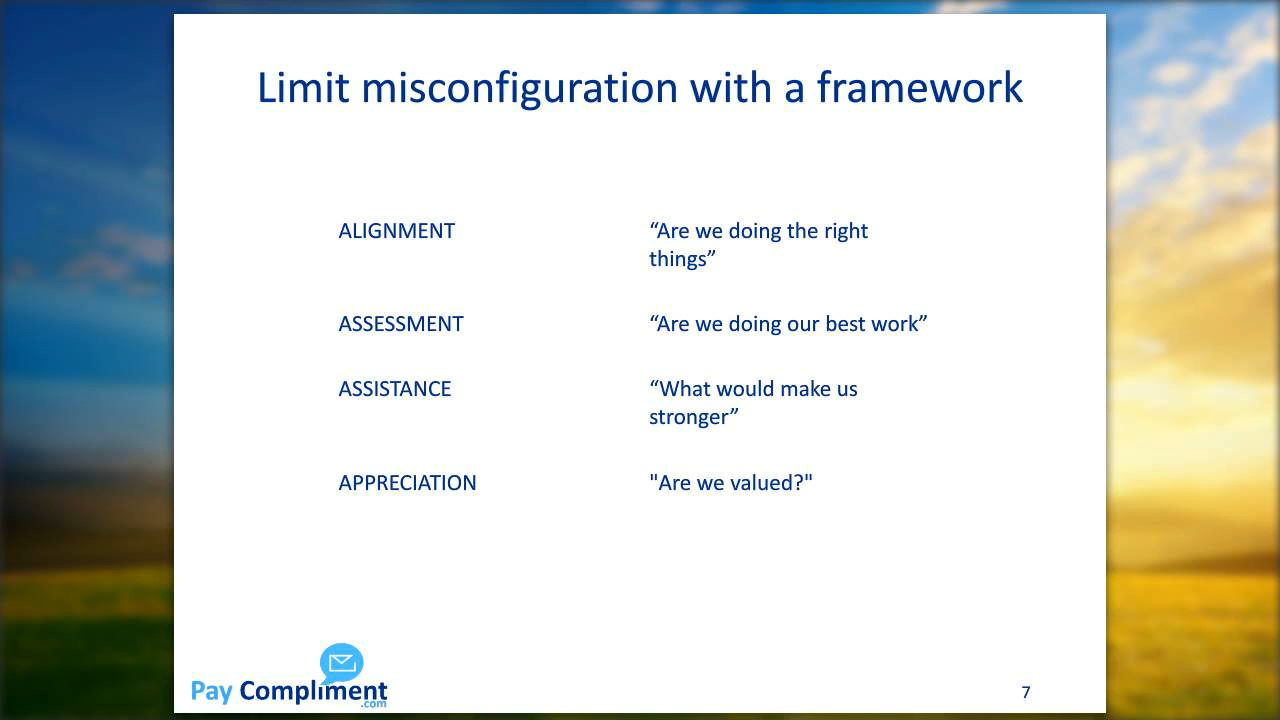 Limit misconfiguration with a framework
ALIGNMENT
“Are we doing the right
things”
ASSESSMENT
“Are we doing our best work”
ASSISTANCE
“What would make us
stronger”
APPRECIATION
"Are we valued?"
Pay Compliment
.com
7